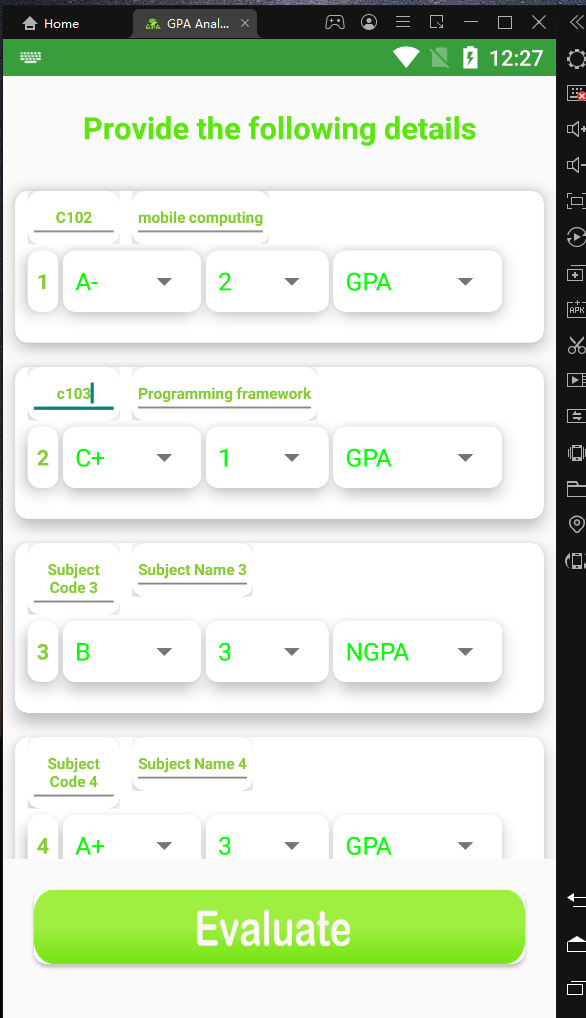 Home
GPA Anal...
12:27
Provide the following details
C102
mobile computing
1
A-
2
GPA
c103
Programming framework
2
C+
1
GPA
Subject
Code 3
Subject Name 3
3
B
3
NGPA
Subject
Code 4
Subject Name 4
4
A+
3
GPA
Evaluate
APK